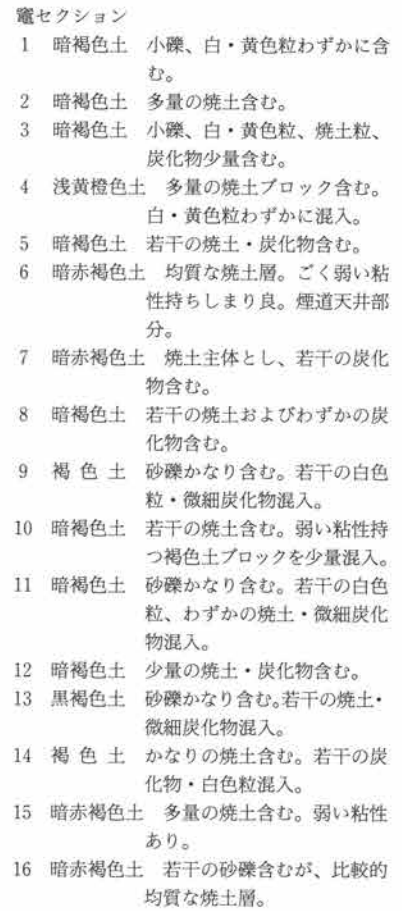 竈セクション
1 暗褐色土 小礫、白・黄色粒わずかに含
む。
2 暗褐色土 多量の焼土含む。
3 暗褐色土 小礫、白・黄色粒、焼土粒、
炭化物少量含む。
4 浅黄橙色土 多量の焼土ブロック含む。
白・黄色粒わずかに混入。
5 暗褐色土 若干の焼土・炭化物含む。
6 暗赤褐色土 均質な焼土層。ごく弱い粘
性持ちしまり良。煙道天井部
分。
7 暗赤褐色土 焼土主体とし、若干の炭化
物含む。
8 暗褐色土 若干の焼土およびわずかの炭
化物含む。
9 褐色土 砂礫かなり含む。若干の白色
粒・微細炭化物混入。
10 暗褐色土 若干の焼土含む。弱い粘性持
つ褐色土ブロックを少量混入。
11 暗褐色土 砂礫かなり含む。若干の白色
粒、わずかの焼土・微細炭化
物混入。
12 暗褐色土 少量の焼土・炭化物含む。
13 黒褐色土 砂礫かなり含む。若干の焼土・
微細炭化物混入。
14 褐色土 かなりの焼土含む。若干の炭
化物・白色粒混入。
15 暗赤褐色土 多量の焼土含む。弱い粘性
あり。
16 暗赤褐色土 若干の砂礫含むが、比較的
均質な焼土層。